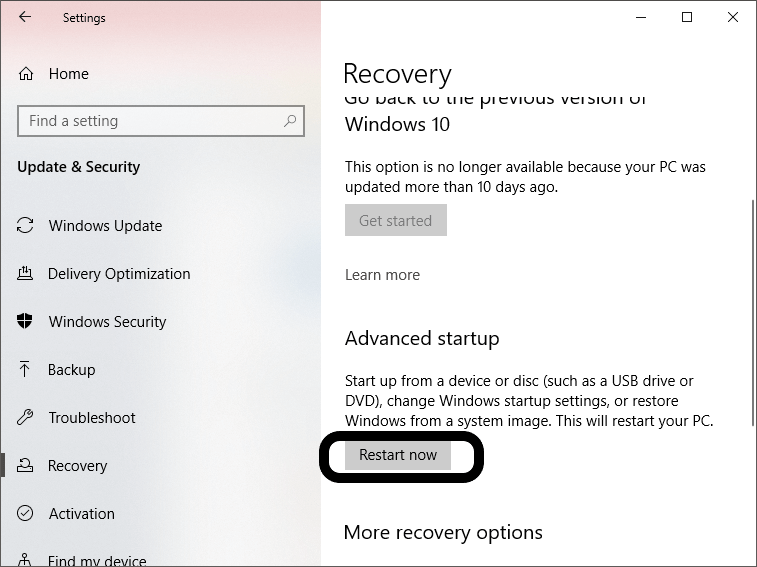 Settings
Home
Find a setting
Update & Security
Windows Update
Delivery Optimization
Windows Security
Backup
Troubleshoot
Recovery
Activation
Find my device
Recovery
Go back to the previous version of
Windows 10
This option is no longer available because your PC was
updated more than 10 days ago.
Get started
Learn more
Advanced startup
Start up from a device or disc (such as a USB drive or
DVD), change Windows startup settings, or restore
Windows from a system image. This will restart your PC.
Restart now
More recovery options